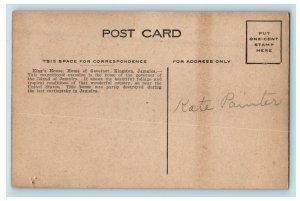 POST CARD
PUT
ONE-CENT
STAMP
HERE
THIS SPACE FOR CORRESPONDENCE
FOR ADDRESS ONLY
King's House, Home of Governor, Kingston, Jamaica.—
This magnificent mansion is the home of the governor of
the Island of Jamaica. It shows the beautiful foliage and
tropical conditions of that wonderful country, so near the
United States. This house was partly destroyed during
the last earthquake in Jamaica.
Kate Painter